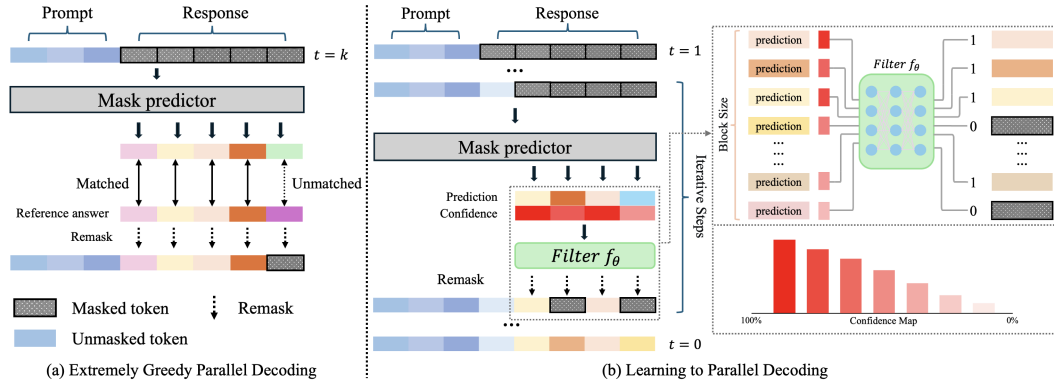 Prompt
Response
t = k
Mask predictor
Matched
Unmatched
Reference answer
Remask
Masked token
Remask
Unmasked token
(a) Extremely Greedy Parallel Decoding
Prompt
Response
t = 1
...
Mask predictor
Iterative Steps
Prediction
Confidence
Filter fθ
Remask
...
t = 0
Block Size
prediction
prediction
prediction
prediction
...
prediction
prediction
Filter fθ
1
1
1
0
...
1
0
...
100%
Confidence Map
0%
(b) Learning to Parallel Decoding